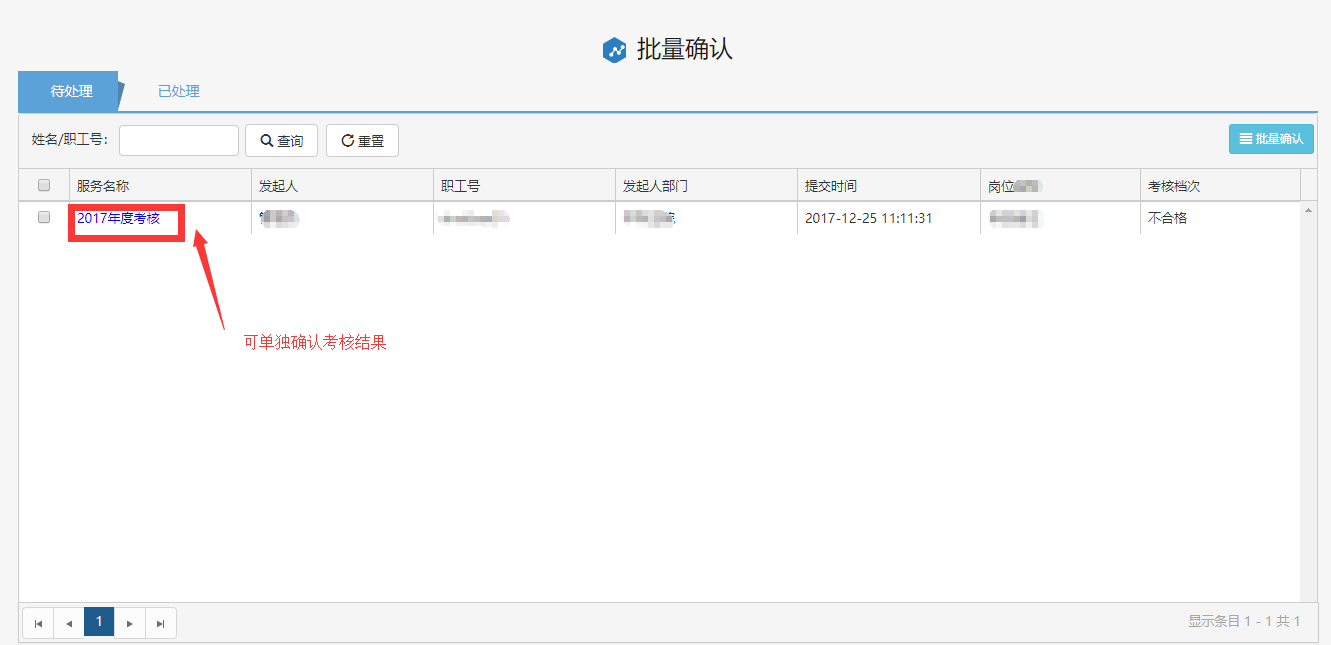 批量确认
待处理 已处理
姓名/职工号: 查询 重置 批量确认
服务名称 发起人 职工号 发起人部门 提交时间 岗位 考核档次
2017年度考核 2017-12-25 11:11:31 不合格
可单独确认考核结果
1 显示条目 1 - 1 共 1